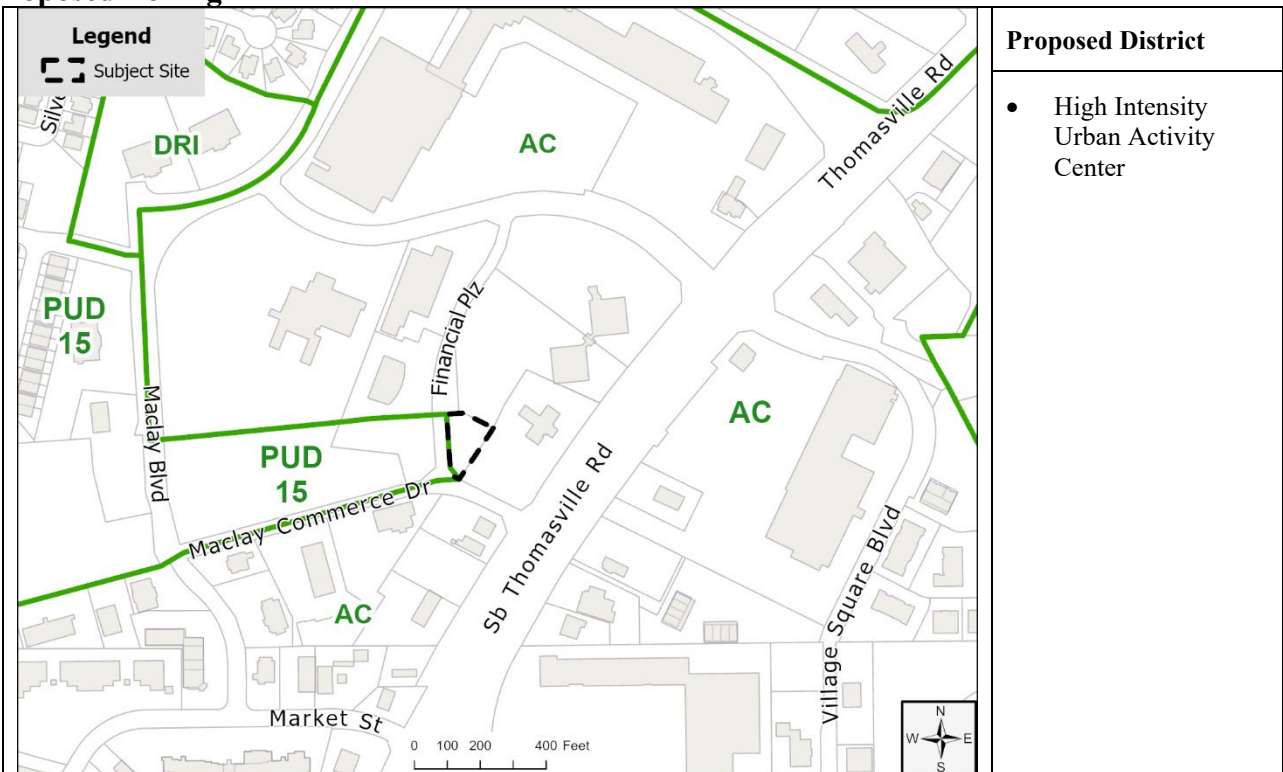 Legend
Subject Site
Proposed District
• High Intensity
Urban Activity
Center
Silve
DRI
AC
Thomasville Rd
PUD
15
Financial Plz
Maclay Blvd
PUD
15
AC
Maclay Commerce Dr
Sb Thomasville Rd
AC
Village Square Blvd
Market St
0 100 200 400 Feet
N
W E
S